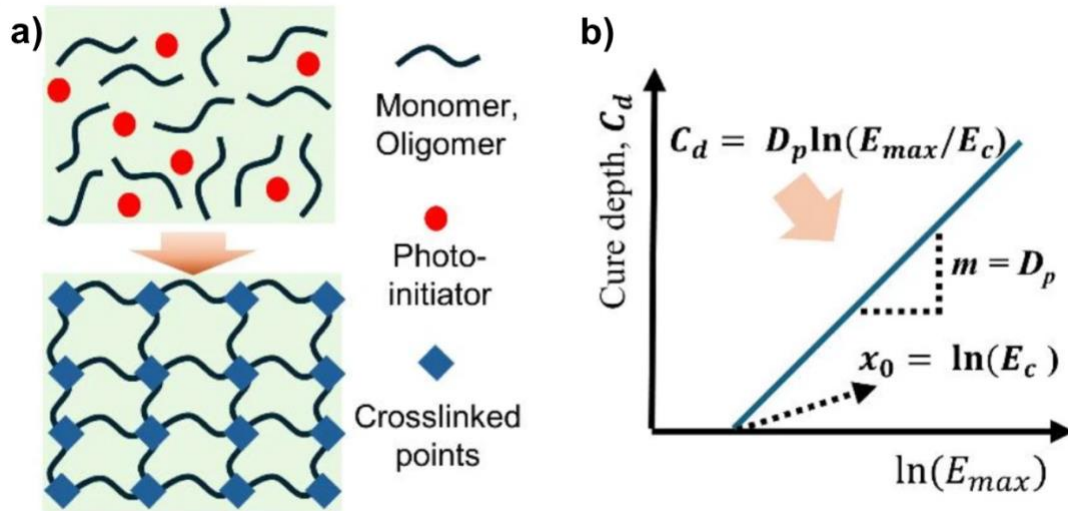 a)
Monomer,
Oligomer
Photo-
initiator
Crosslinked
points
b)
Cure depth, C_d
C_d = D_p ln(E_max/E_c)
m = D_p
x_0 = ln(E_c )
ln(E_max)